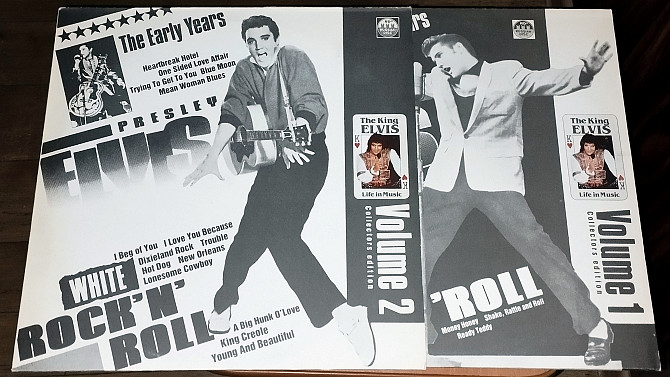 The Early Years
Heartbreak Hotel
One Sided Love Affair
Trying To Get To You Blue Moon
Mean Woman Blues
PRESLEY
ELVIS
The King
ELVIS
K
K
Life in Music
Volume 2
Collectors edition
I Beg of You I Love You Because
Dixieland Rock Trouble
Hot Dog New Orleans
Lonesome Cowboy
WHITE
ROCK'N'
ROLL
A Big Hunk O'Love
King Creole
Young And Beautiful
ars
The King
ELVIS
K
K
Life in Music
Volume 1
Collectors edition
'ROLL
Money Honey Shake, Rattle and Roll
Ready Teddy